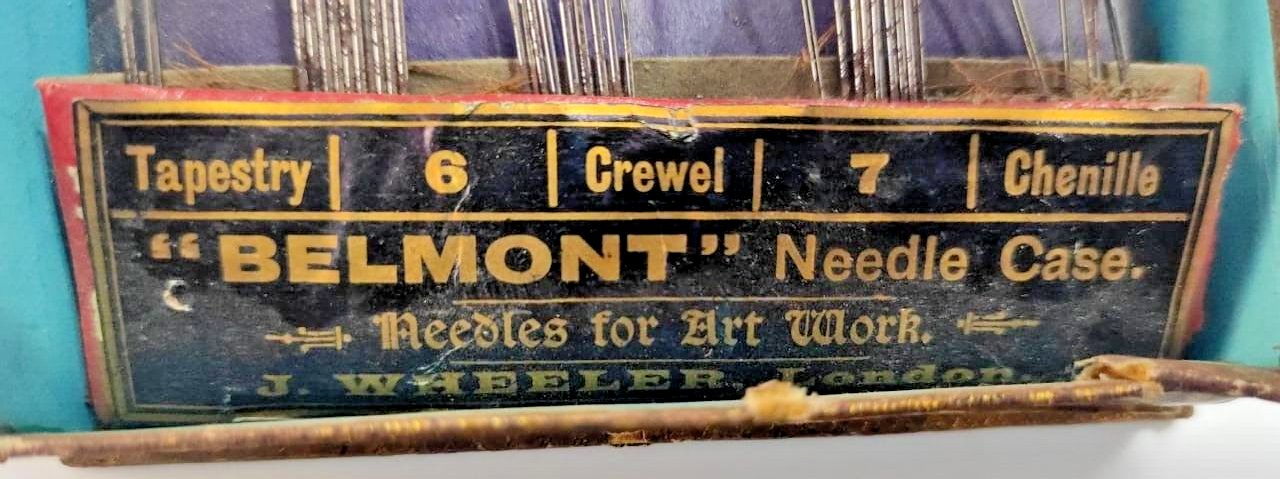 Tapestry 6 Crewel 7 Chenille
“BELMONT” Needle Case.
Needles for Art Work.
J. WHEELER, London